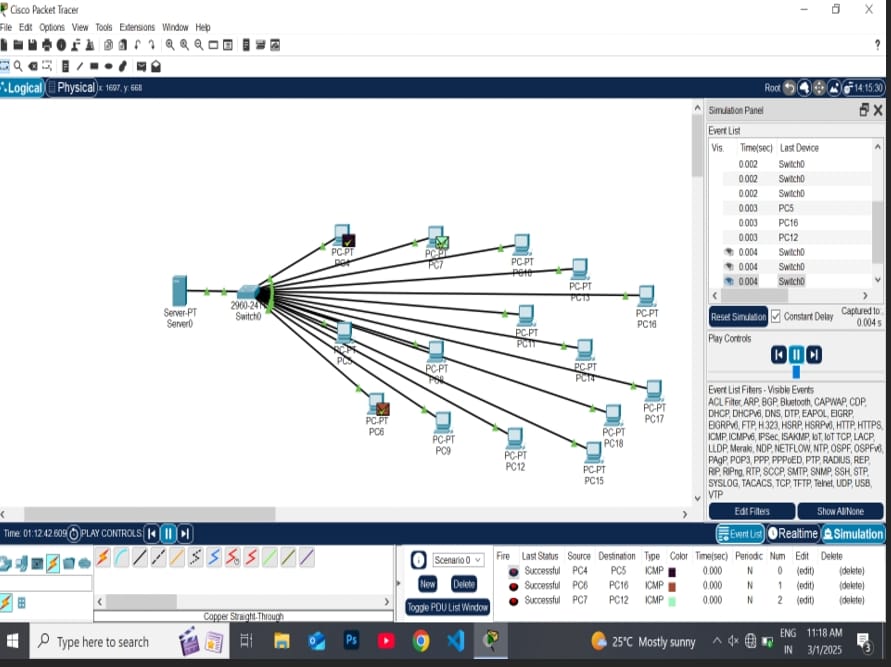 Cisco Packet Tracer
File Edit Options View Tools Extensions Window Help
?
Logical Physical x: 1697, y: 668
Root 14:15:30
Simulation Panel
Event List
Vis. Time(sec) Last Device
0.002 Switch0
0.002 Switch0
0.002 Switch0
0.003 PC5
0.003 PC16
0.003 PC12
0.004 Switch0
0.004 Switch0
0.004 Switch0
Reset Simulation Constant Delay Captured to:
0.004 s
Play Controls
Event List Filters - Visible Events
ACL Filter, ARP, BGP, Bluetooth, CAPWAP, CDP,
DHCP, DHCPv6, DNS, DTP, EAPOL, EIGRP,
EIGRPv6, FTP, H.323, HSRP, HSRPv6, HTTP, HTTPS,
ICMP, ICMPv6, IPSec, ISAKMP, IoT, IoT TCP, LACP,
LLDP, Meraki, NDP, NETFLOW, NTP, OSPF, OSPFv6,
PAgP, POP3, PPP, PPPoED, PTP, RADIUS, REP,
RIP, RIPng, RTP, SCCP, SMTP, SNMP, SSH, STP,
SYSLOG, TACACS, TCP, TFTP, Telnet, UDP, USB,
VTP
Edit Filters Show All/None
Server-PT
Server0
Switch0
PC-PT
PC4
PC-PT
PC7
PC-PT
PC10
PC-PT
PC13
PC-PT
PC16
PC-PT
PC11
PC-PT
PC5
PC-PT
PC8
PC-PT
PC14
PC-PT
PC17
PC-PT
PC6
PC-PT
PC9
PC-PT
PC18
PC-PT
PC12
PC-PT
PC15
Time: 01:12:42.609 PLAY CONTROLS:
Event List Realtime Simulation
Copper Straight-Through
Scenario 0
New Delete
Toggle PDU List Window
Fire Last Status Source Destination Type Color Time(sec) Periodic Num Edit Delete
Successful PC4 PC5 ICMP 0.000 N 0 (edit) (delete)
Successful PC6 PC16 ICMP 0.000 N 1 (edit) (delete)
Successful PC7 PC12 ICMP 0.000 N 2 (edit) (delete)
Type here to search
Ps
25°C Mostly sunny
ENG
IN
11:18 AM
3/1/2025
3